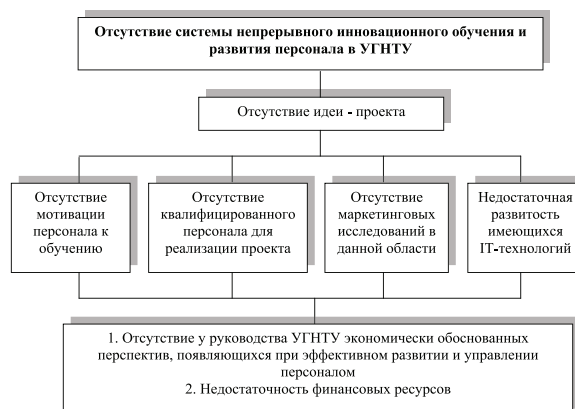 Отсутствие системы непрерывного инновационного обучения и
развития персонала в УГНТУ
Отсутствие идеи - проекта
Отсутствие
мотивации
персонала к
обучению
Отсутствие
квалифицированного
персонала для
реализации проекта
Отсутствие
маркетинговых
исследований в
данной области
Недостаточная
развитость
имеющихся
IT-технологий
1. Отсутствие у руководства УГНТУ экономически обоснованных
перспектив, появляющихся при эффективном развитии и управлении
персоналом
2. Недостаточность финансовых ресурсов